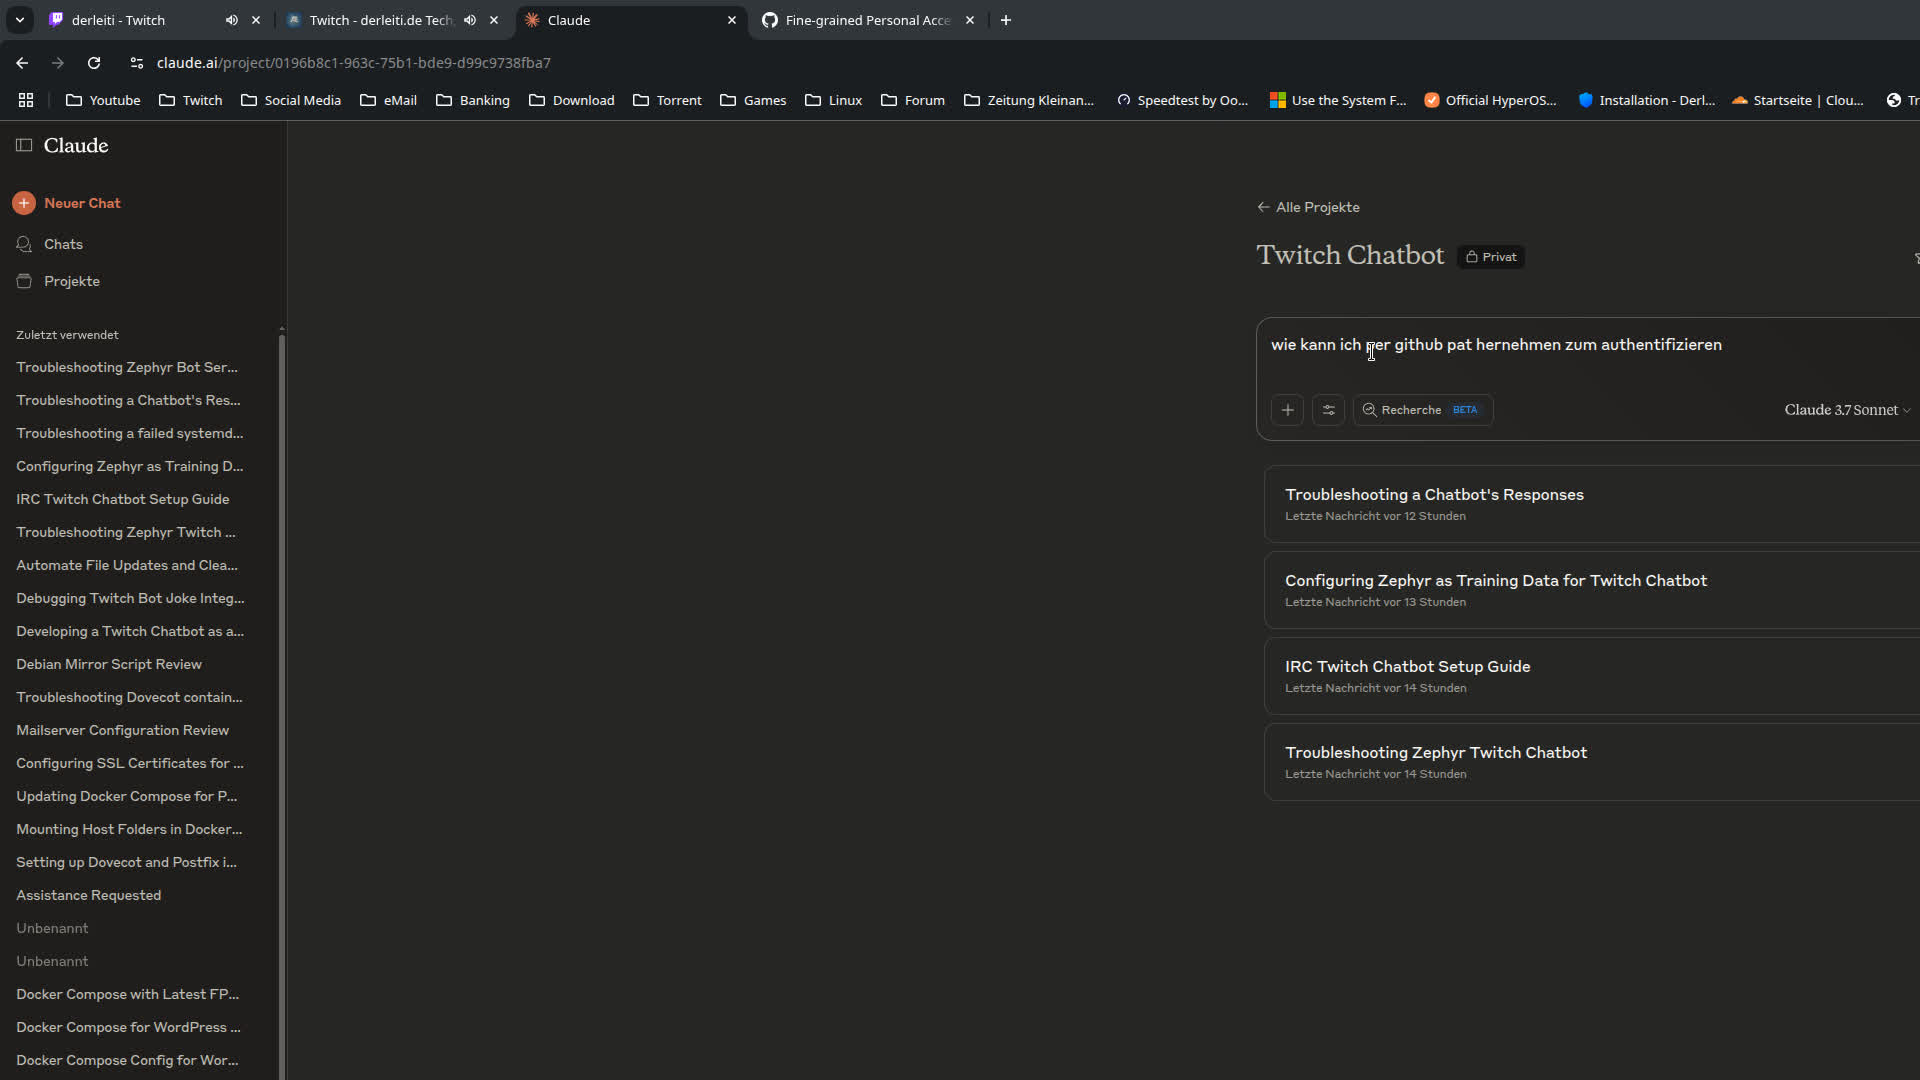 derleiti - Twitch
Twitch - derleiti.de Tech
Claude
Fine-grained Personal Acce
claude.ai/project/0196b8c1-963c-75b1-bde9-d99c9738fba7
Youtube
Twitch
Social Media
eMail
Banking
Download
Torrent
Games
Linux
Forum
Zeitung Kleinan...
Speedtest by Oo...
Use the System F...
Official HyperOS...
Installation - Derl...
Startseite | Clou...
Tr
Claude
Neuer Chat
Chats
Projekte
Zuletzt verwendet
Troubleshooting Zephyr Bot Ser...
Troubleshooting a Chatbot's Res...
Troubleshooting a failed systemd...
Configuring Zephyr as Training D...
IRC Twitch Chatbot Setup Guide
Troubleshooting Zephyr Twitch ...
Automate File Updates and Clea...
Debugging Twitch Bot Joke Integ...
Developing a Twitch Chatbot as a...
Debian Mirror Script Review
Troubleshooting Dovecot contain...
Mailserver Configuration Review
Configuring SSL Certificates for ...
Updating Docker Compose for P...
Mounting Host Folders in Docker...
Setting up Dovecot and Postfix i...
Assistance Requested
Unbenannt
Unbenannt
Docker Compose with Latest FP...
Docker Compose for WordPress ...
Docker Compose Config for Wor...
Alle Projekte
Twitch Chatbot
Privat
wie kann ich per github pat hernehmen zum authentifizieren
Recherche BETA
Claude 3.7 Sonnet
Troubleshooting a Chatbot's Responses
Letzte Nachricht vor 12 Stunden
Configuring Zephyr as Training Data for Twitch Chatbot
Letzte Nachricht vor 13 Stunden
IRC Twitch Chatbot Setup Guide
Letzte Nachricht vor 14 Stunden
Troubleshooting Zephyr Twitch Chatbot
Letzte Nachricht vor 14 Stunden